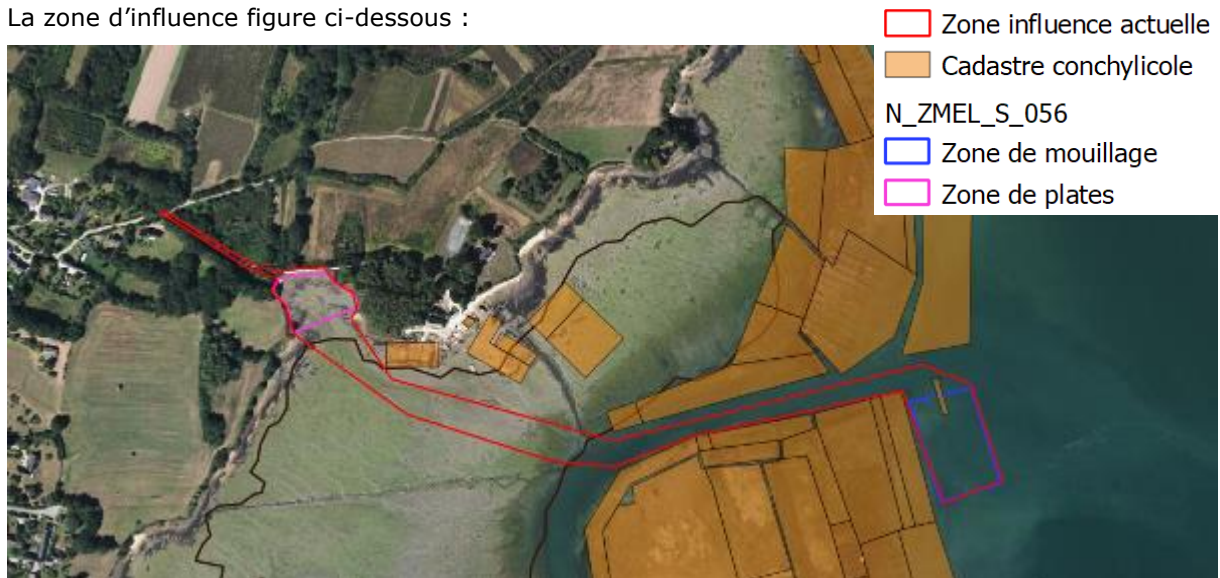 La zone d’influence figure ci-dessous :
Zone influence actuelle
Cadastre conchylicole
N_ZMEL_S_056
Zone de mouillage
Zone de plates